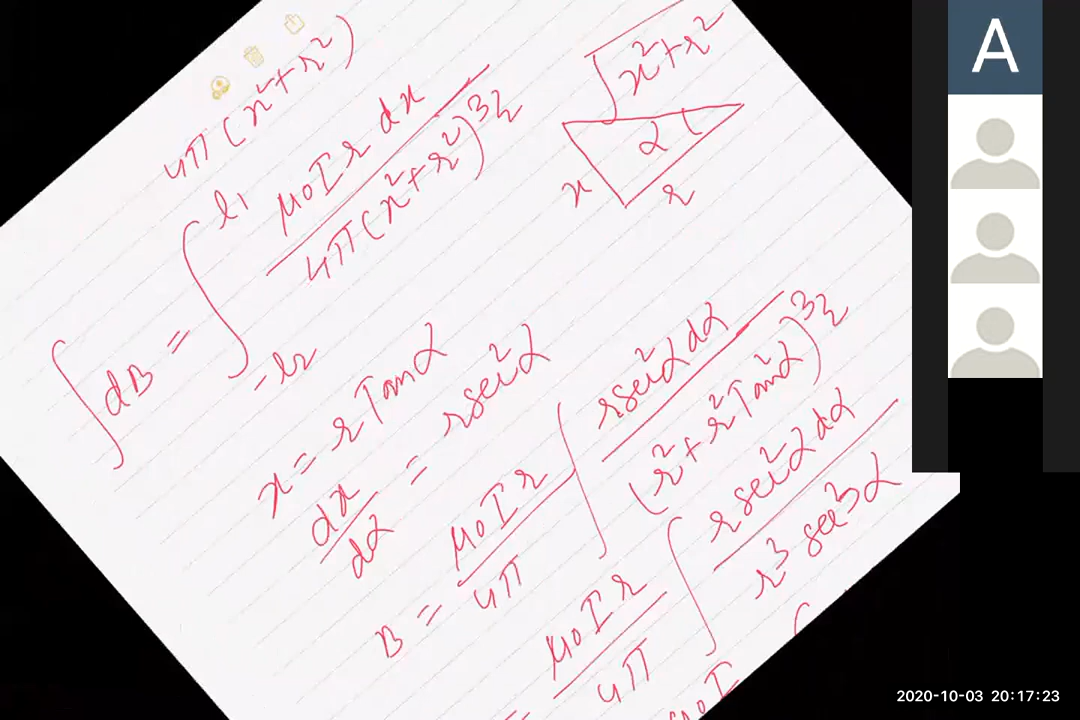 4π(x²+r²)
∫dB = ∫_{-l₂}^{l₁} μ₀Ir dx / 4π(x²+r²)^{3/2}
√x²+r²
α
x
r
x = r Tanα
dx/dα = r sec²α
B = μ₀Ir/4π ∫ r sec²α dα / (r²+r²Tan²α)^{3/2}
= μ₀Ir/4π ∫ r sec²α dα / r³ sec³α
μ₀I
A
2020-10-03 20:17:23